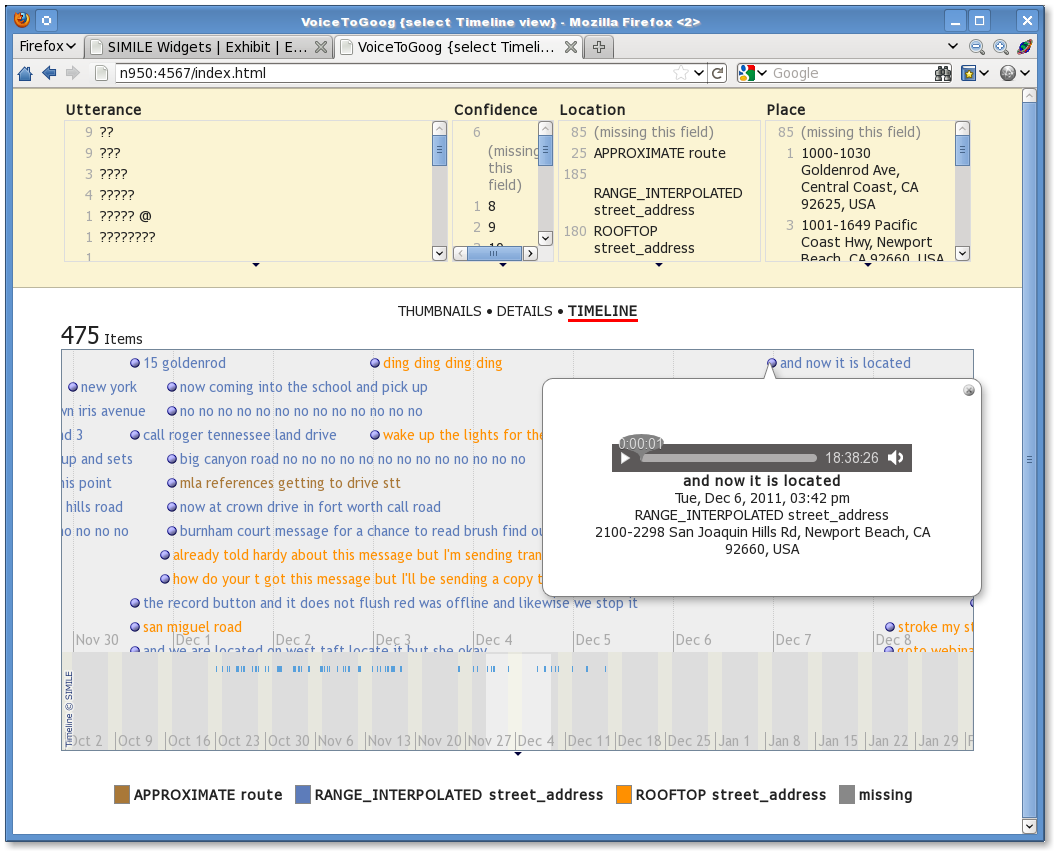 VoiceToGoog {select Timeline view} - Mozilla Firefox <2>
Firefox
SIMILE Widgets | Exhibit | E...
VoiceToGoog {select Timeli...
n950:4567/index.html
Google
Utterance
9 ??
9 ???
3 ????
4 ?????
1 ????? @
1 ????????
1
Confidence
6
(missing
this
field)
1 8
2 9
Location
85 (missing this field)
25 APPROXIMATE route
185
RANGE_INTERPOLATED
street_address
180 ROOFTOP
street_address
Place
85 (missing this field)
1 1000-1030
Goldenrod Ave,
Central Coast, CA
92625, USA
3 1001-1649 Pacific
Coast Hwy, Newport
Beach, CA 92660, USA
THUMBNAILS • DETAILS • TIMELINE
475 Items
15 goldenrod
ding ding ding ding
and now it is located
new york
now coming into the school and pick up
wn iris avenue
no no no no no no no no no no no no no
nd 3
call roger tennessee land drive
wake up the lights for the
up and sets
big canyon road no no no no no no no no no no no no no
his point
mla references getting to drive stt
hills road
now at crown drive in fort worth call road
no no no no
burnham court message for a chance to read brush find ou
already told hardy about this message but I'm sending tran
how do your t got this message but I'll be sending a copy t
the record button and it does not flush red was offline and likewise we stop it
san miguel road
stroke my st
Nov 30 Dec 1 Dec 2 Dec 3 Dec 4 Dec 5 Dec 6 Dec 7 Dec 8
and we are located on west taft locate it but she okay
goto webina
0:00:01
18:38:26
and now it is located
Tue, Dec 6, 2011, 03:42 pm
RANGE_INTERPOLATED street_address
2100-2298 San Joaquin Hills Rd, Newport Beach, CA
92660, USA
Timeline © SIMILE
Oct 2 Oct 9 Oct 16 Oct 23 Oct 30 Nov 6 Nov 13 Nov 20 Nov 27 Dec 4 Dec 11 Dec 18 Dec 25 Jan 1 Jan 8 Jan 15 Jan 22 Jan 29 F
APPROXIMATE route RANGE_INTERPOLATED street_address ROOFTOP street_address missing